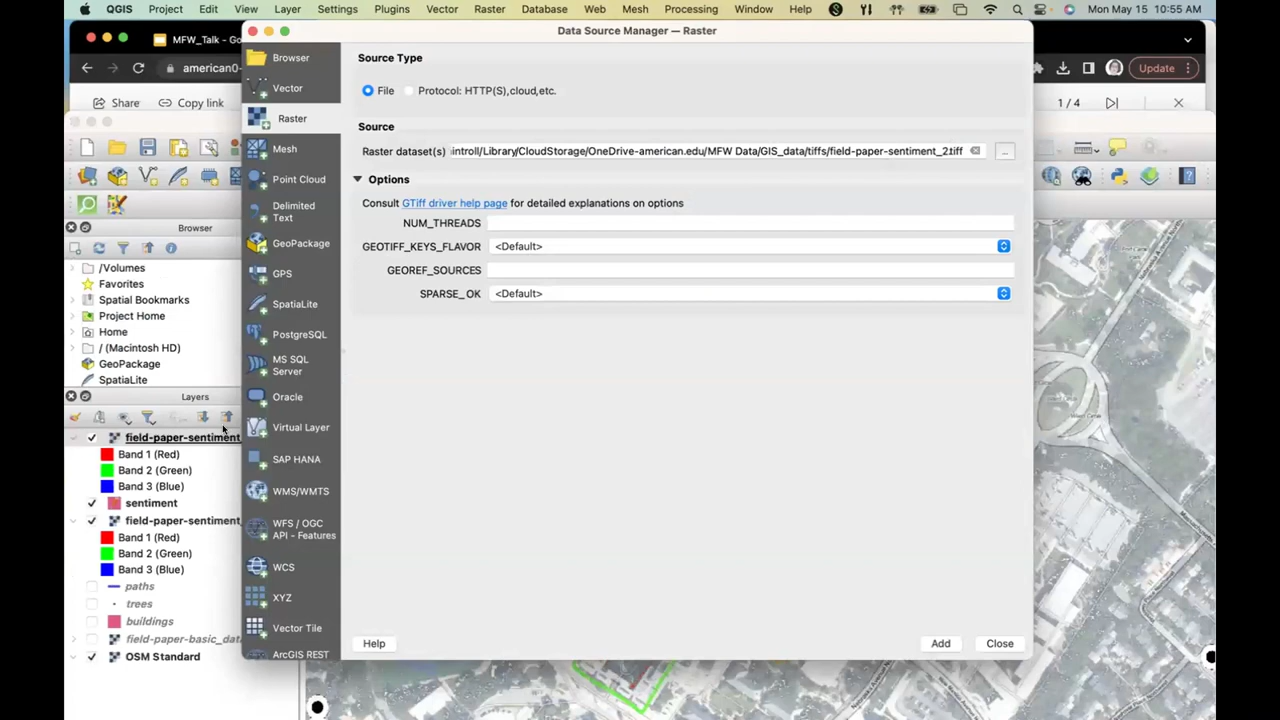 QGIS Project Edit View Layer Settings Plugins Vector Raster Database Web Mesh Processing Window Help Mon May 15 10:55 AM
MFW_Talk - Go
Data Source Manager — Raster
american0- Update
Share Copy link 1 / 4
Browser
Vector
Raster
Mesh
Point Cloud
Delimited Text
GeoPackage
GPS
SpatiaLite
PostgreSQL
MS SQL Server
Oracle
Virtual Layer
SAP HANA
WMS/WMTS
WFS / OGC API - Features
WCS
XYZ
Vector Tile
ArcGIS REST
Source Type
File Protocol: HTTP(S),cloud,etc.
Source
Raster dataset(s) introll/Library/CloudStorage/OneDrive-american.edu/MFW Data/GIS_data/tiffs/field-paper-sentiment_2.tiff ...
Options
Consult GTiff driver help page for detailed explanations on options
NUM_THREADS
GEOTIFF_KEYS_FLAVOR <Default>
GEOREF_SOURCES
SPARSE_OK <Default>
Help Add Close
Browser
/Volumes
Favorites
Spatial Bookmarks
Project Home
Home
/ (Macintosh HD)
GeoPackage
SpatiaLite
Layers
field-paper-sentiment
Band 1 (Red)
Band 2 (Green)
Band 3 (Blue)
sentiment
field-paper-sentiment
Band 1 (Red)
Band 2 (Green)
Band 3 (Blue)
paths
trees
buildings
field-paper-basic_data
OSM Standard